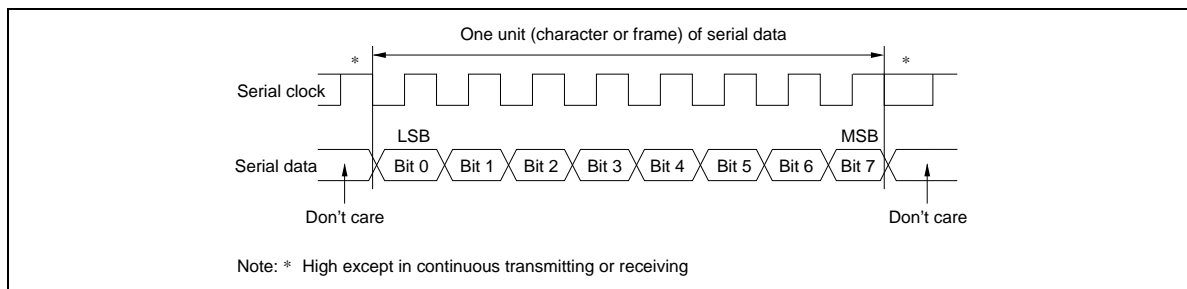 One unit (character or frame) of serial data
* *
Serial clock
LSB MSB
Serial data Bit 0 Bit 1 Bit 2 Bit 3 Bit 4 Bit 5 Bit 6 Bit 7
Don't care Don't care
Note: * High except in continuous transmitting or receiving